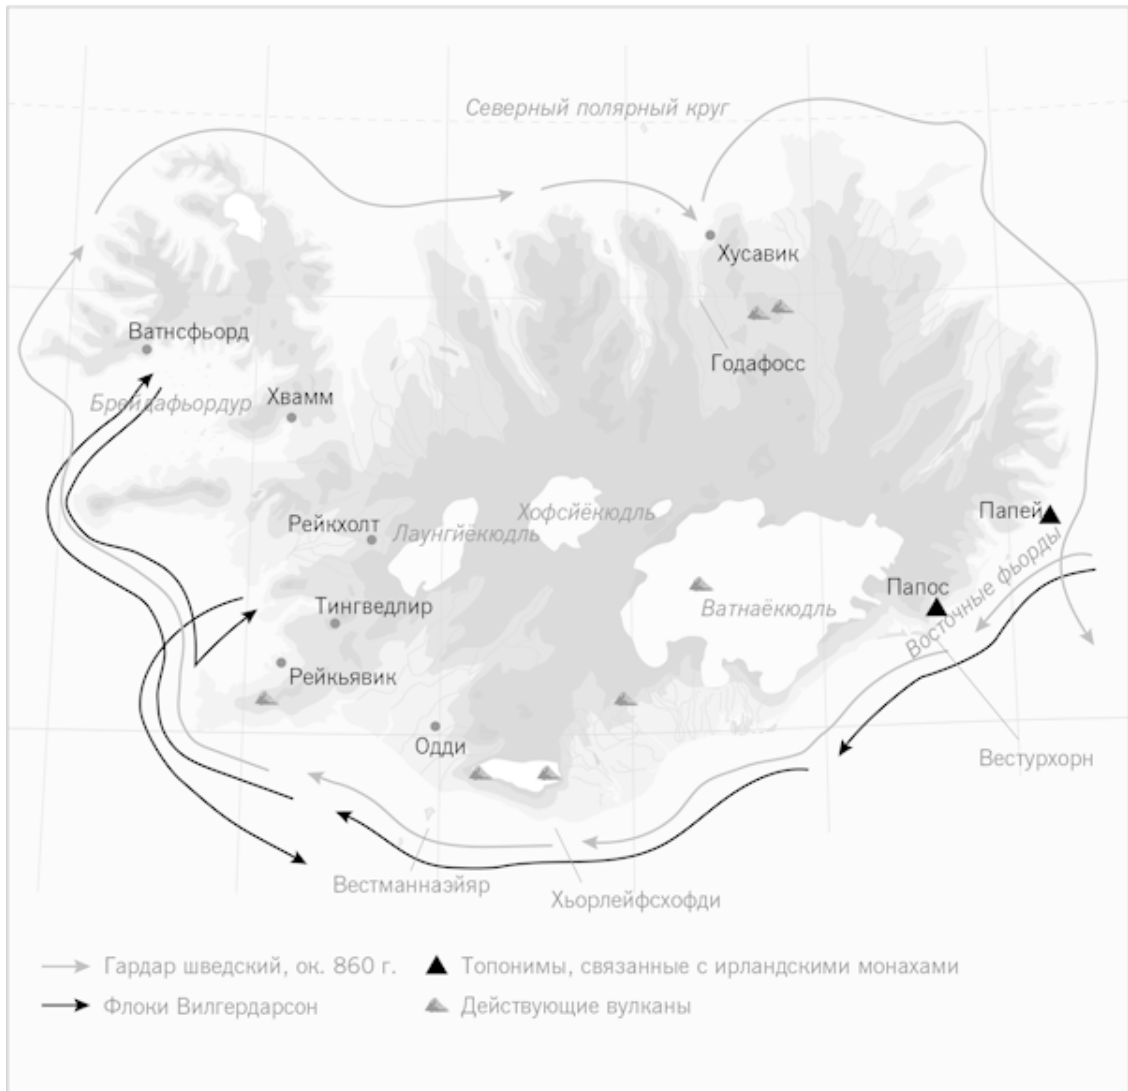 Северный полярный круг
Хусавик
Ватнсфьорд
Годафосс
Хвамм
Брейдафьордур
Хофсйёкюдль
Папей
Рейкхолт
Лаунгйёкюдль
Восточные фьорды
Папос
Тингведлир
Ватнаёкюдль
Рейкьявик
Одди
Вестурхорн
Вестманнаэйяр
Хьорлейфсхофди
Гардар шведский, ок. 860 г.
Топонимы, связанные с ирландскими монахами
Флоки Вилгердарсон
Действующие вулканы